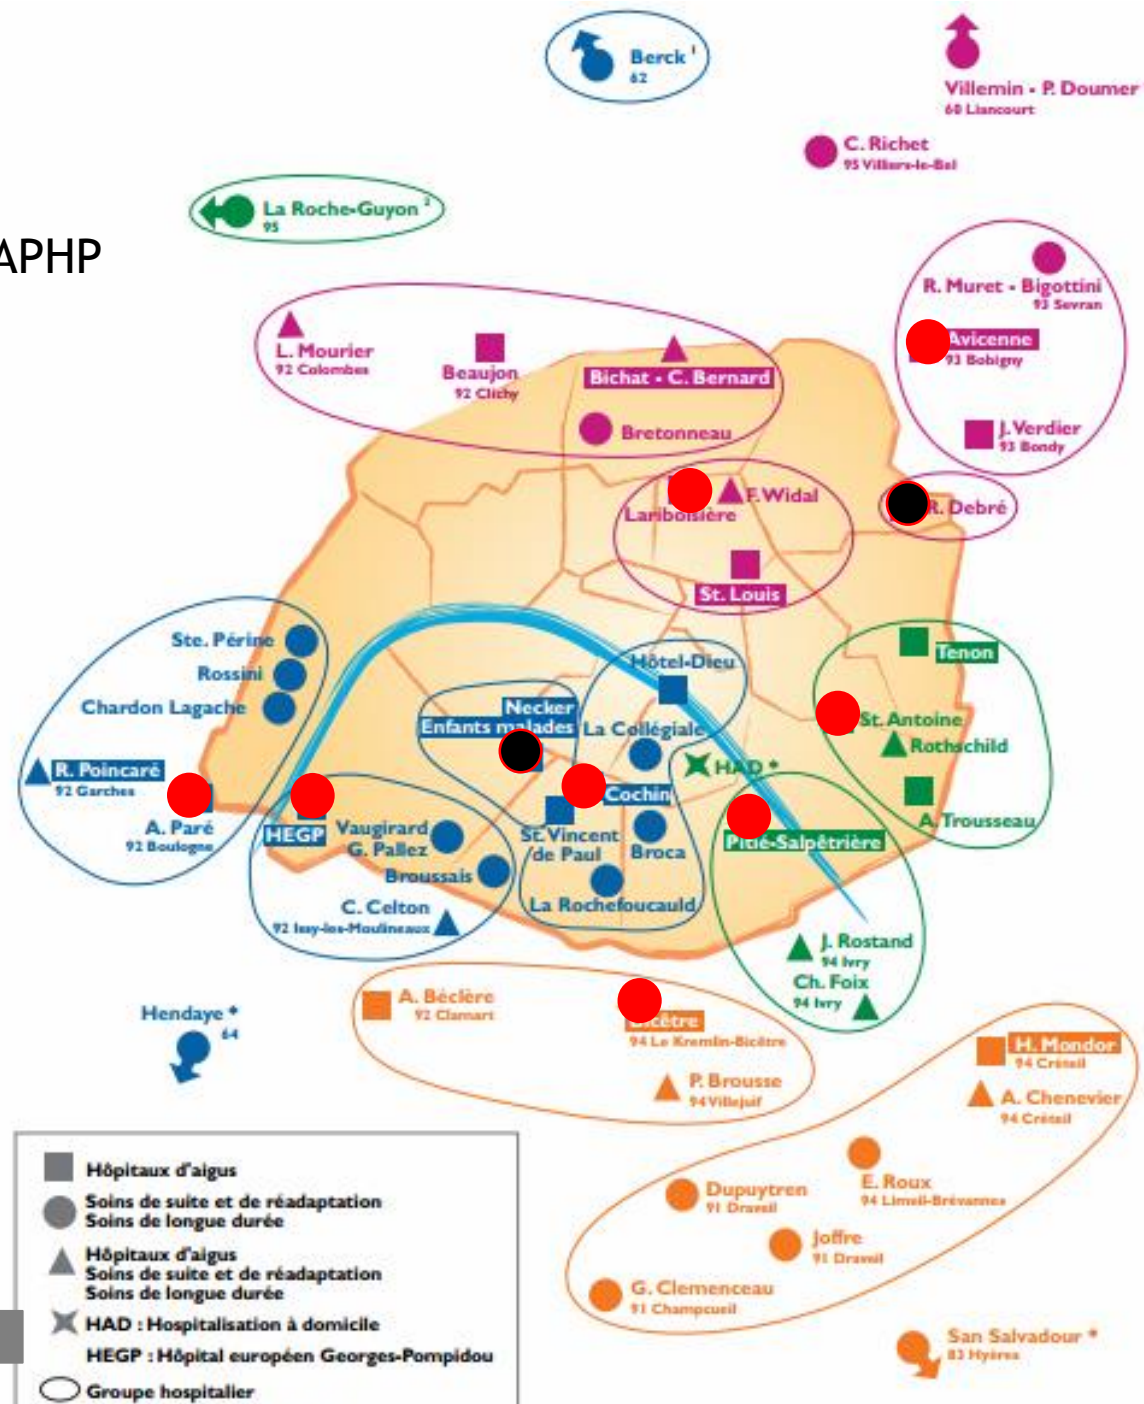 Berck 1
62
Villemin - P. Doumer
60 Liancourt
C. Richet
95 Villiers-le-Bel
La Roche-Guyon 2
95
APHP
R. Muret - Bigottini
93 Sevran
Avicenne
93 Bobigny
L. Mourier
92 Colombes
Beaujon
92 Clichy
Bichat - C. Bernard
Bretonneau
J. Verdier
93 Bondy
F. Widal
Lariboisière
R. Debré
St. Louis
Ste. Périne
Rossini
Chardon Lagache
Hôtel-Dieu
Tenon
Necker
Enfants malades
La Collégiale
St. Antoine
Rothschild
HAD *
R. Poincaré
92 Garches
A. Paré
92 Boulogne
HEGP
Vaugirard
G. Pallez
Broussais
C. Celton
92 Issy-les-Moulineaux
Cochin
St. Vincent
de Paul
Broca
La Rochefoucauld
A. Trousseau
Pitié-Salpêtrière
J. Rostand
94 Ivry
Ch. Foix
94 Ivry
Hendaye *
64
A. Béclère
92 Clamart
Bicêtre
94 Le Kremlin-Bicêtre
P. Brousse
94 Villejuif
H. Mondor
94 Créteil
A. Chenevier
94 Créteil
E. Roux
94 Limeil-Brévannes
Dupuytren
91 Draveil
Joffre
91 Draveil
G. Clemenceau
91 Champcueil
San Salvadour *
83 Hyères
Hôpitaux d'aigus
Soins de suite et de réadaptation
Soins de longue durée
Hôpitaux d'aigus
Soins de suite et de réadaptation
Soins de longue durée
HAD : Hospitalisation à domicile
HEGP : Hôpital européen Georges-Pompidou
Groupe hospitalier